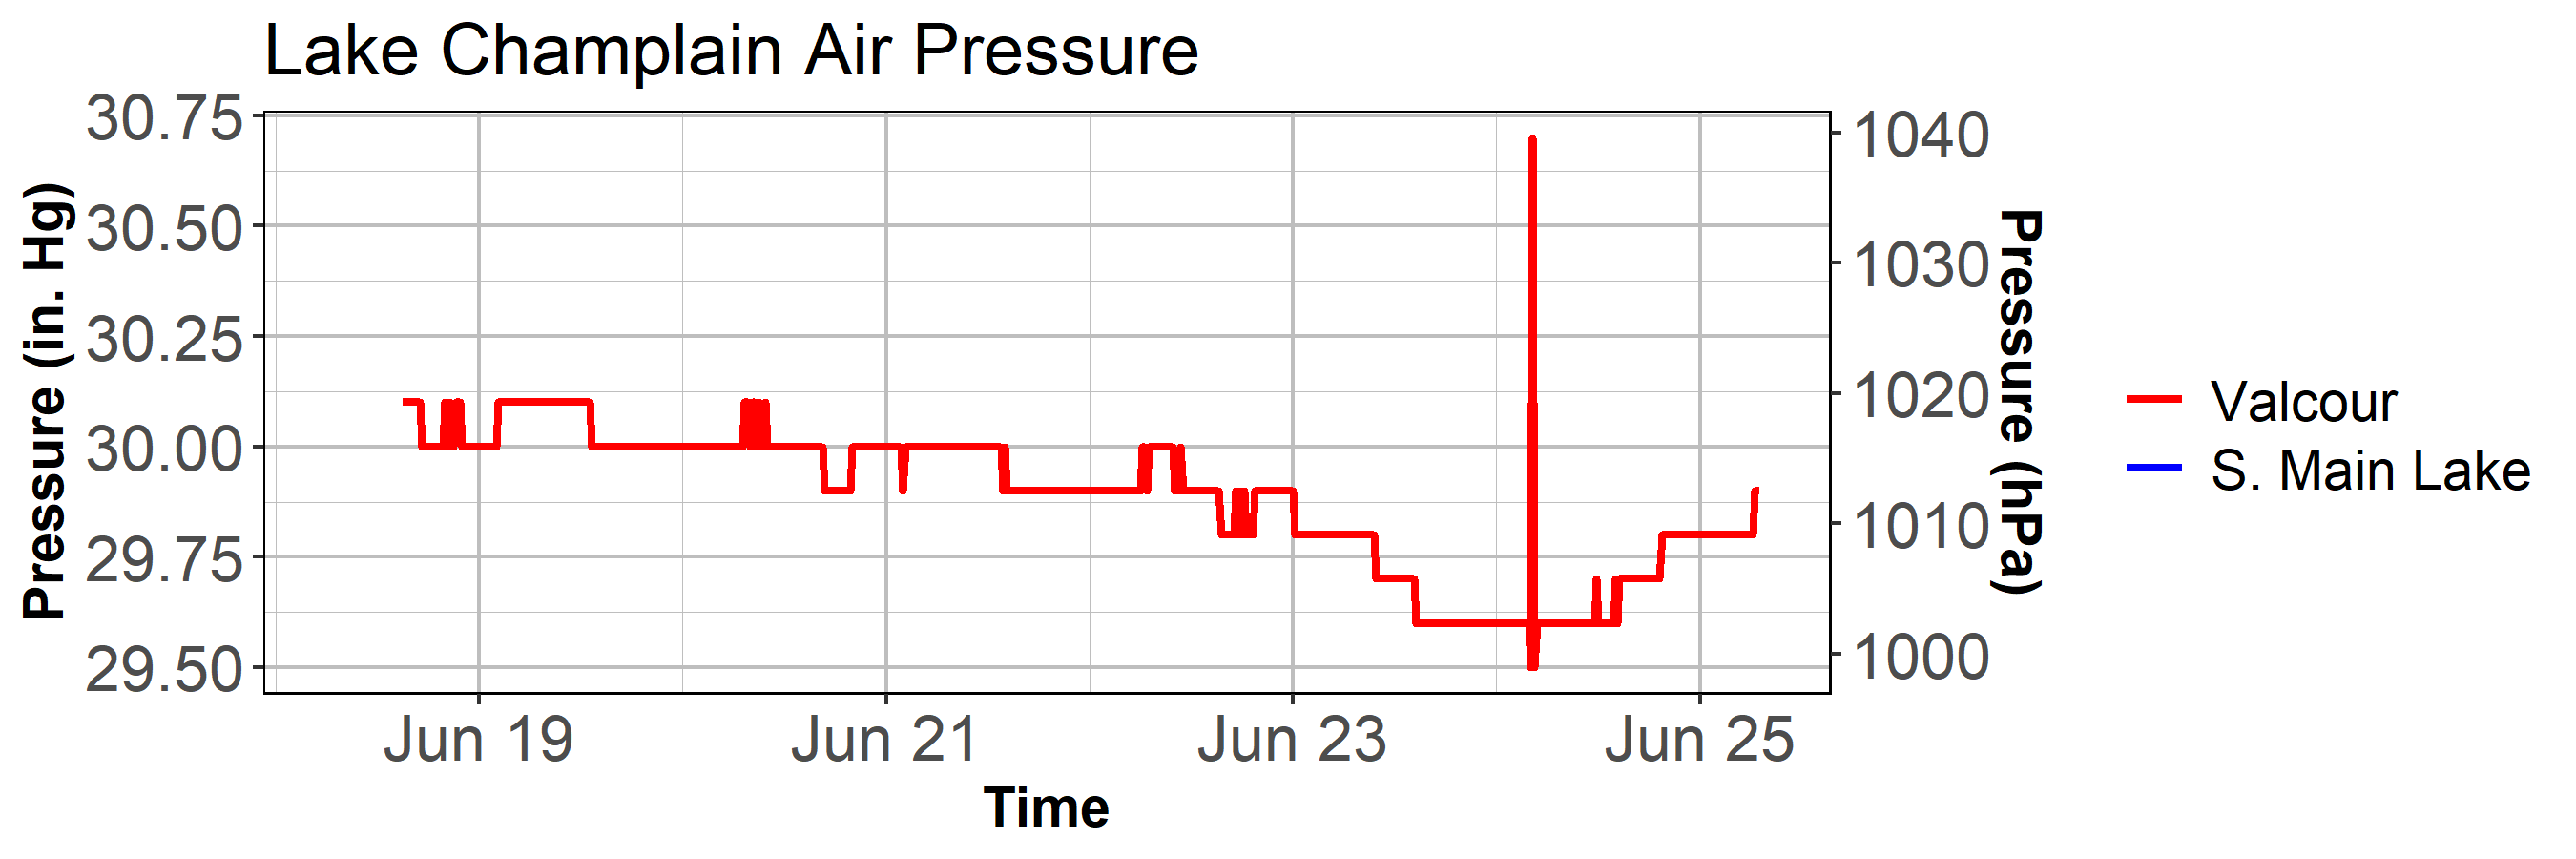 Lake Champlain Air Pressure
Pressure (in. Hg)
30.75
30.50
30.25
30.00
29.75
29.50
1040
1030
1020
1010
1000
Pressure (hPa)
Jun 19
Jun 21
Jun 23
Jun 25
Time
Valcour
S. Main Lake